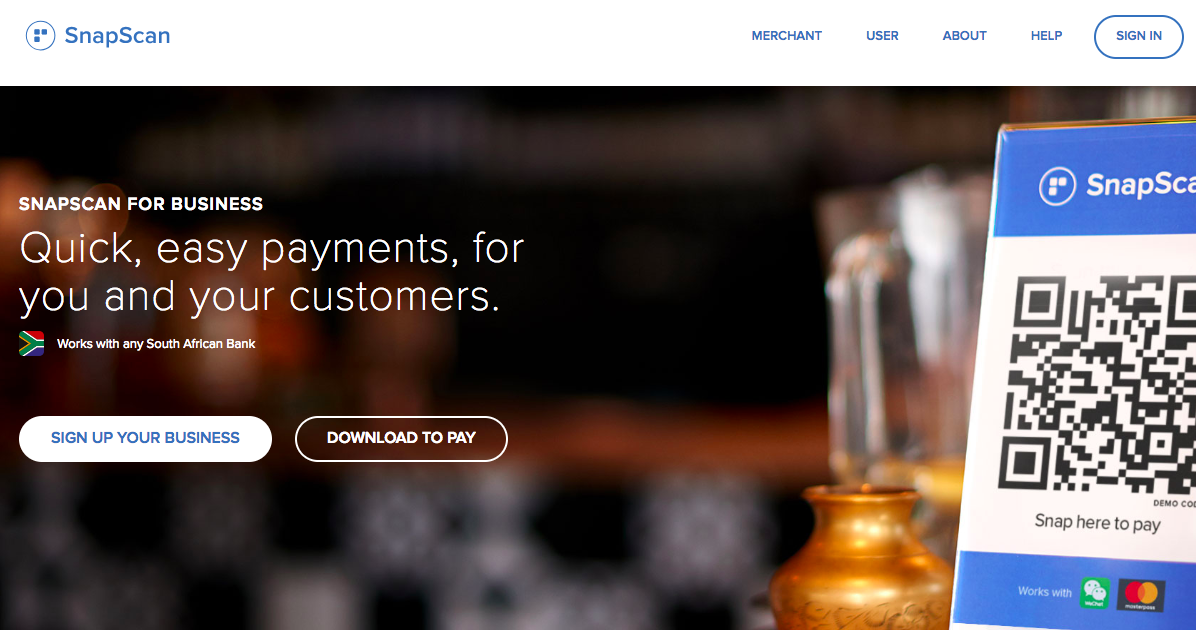 SnapScan
MERCHANT
USER
ABOUT
HELP
SIGN IN
SNAPSCAN FOR BUSINESS
Quick, easy payments, for
you and your customers.
Works with any South African Bank
SIGN UP YOUR BUSINESS
DOWNLOAD TO PAY
SnapSca
DEMO COD
Snap here to pay
Works with
WeChat
masterpass